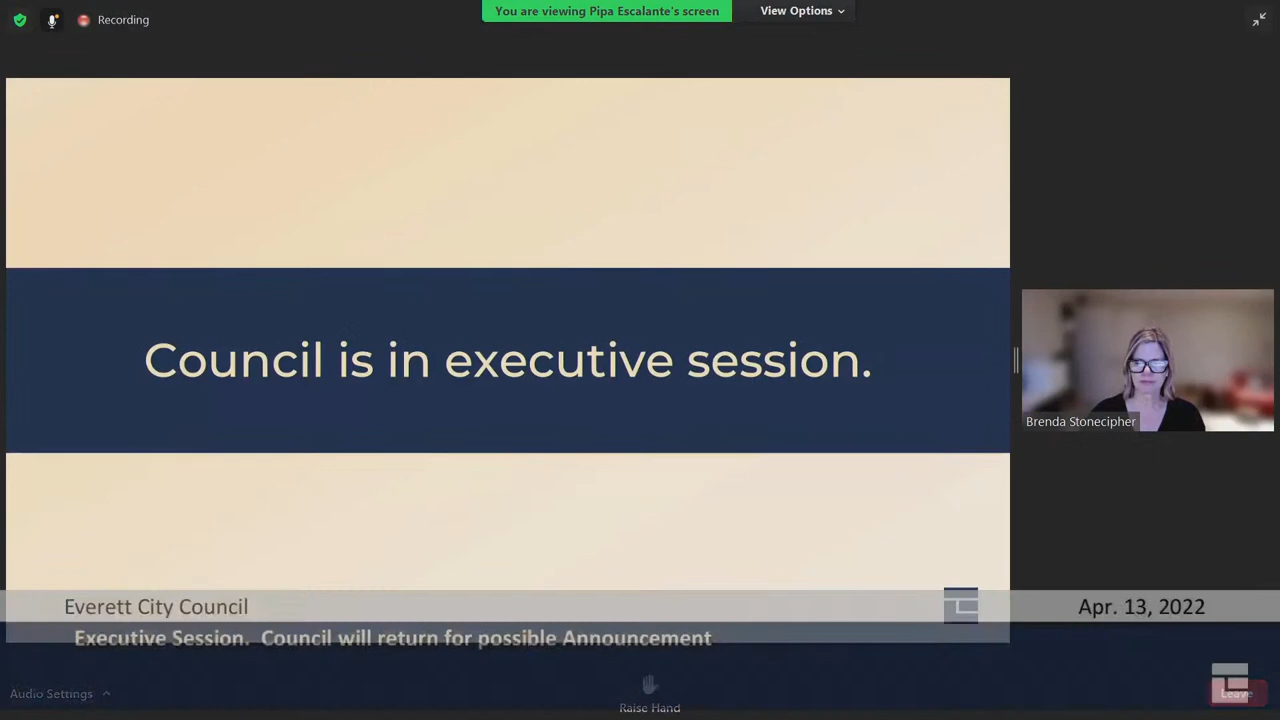 Recording
You are viewing Pipa Escalante's screen
View Options
Council is in executive session.
Brenda Stonecipher
Everett City Council
Apr. 13, 2022
Executive Session.  Council will return for possible Announcement
Audio Settings
Raise Hand
Leave